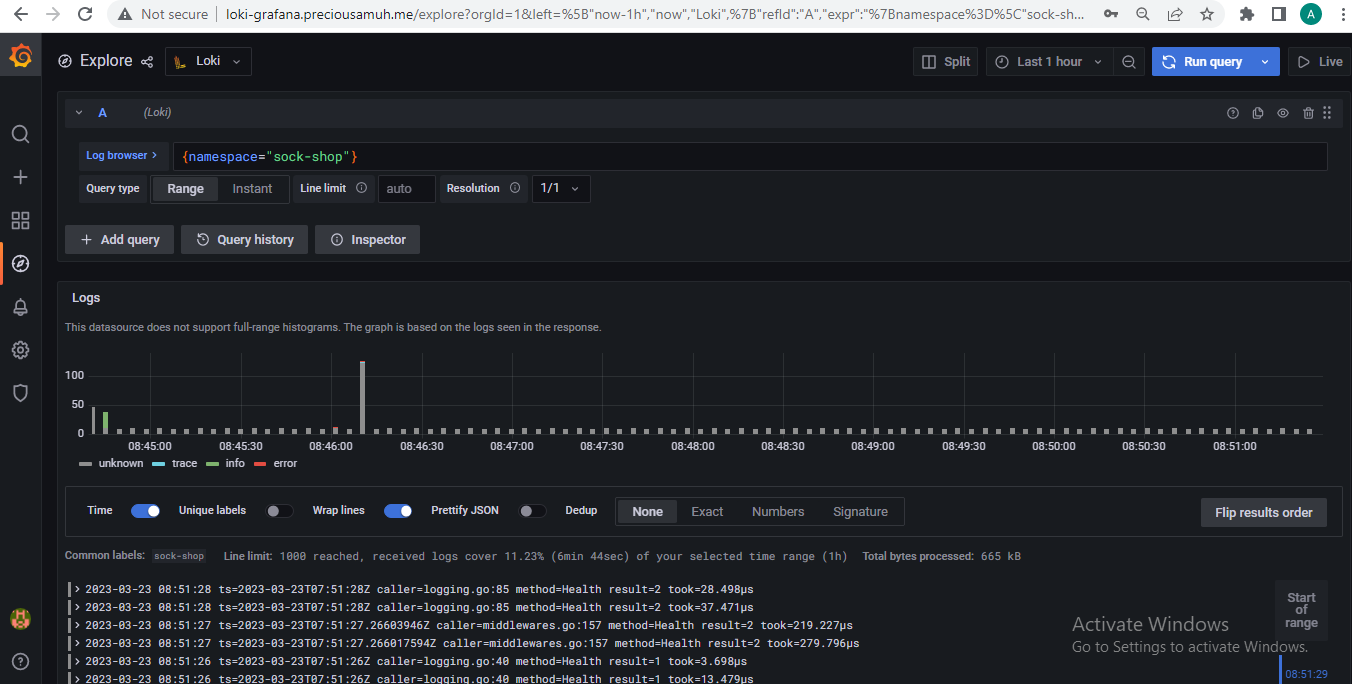 Not secure | loki-grafana.preciousamuh.me/explore?orgId=1&left=%5B"now-1h","now","Loki",%7B"refId":"A","expr":"%7Bnamespace%3D%5C"sock-sh... A
Explore Loki Split Last 1 hour Run query Live
A (Loki)
Log browser > {namespace="sock-shop"}
Query type Range Instant Line limit auto Resolution 1/1
+ Add query Query history Inspector
Logs
This datasource does not support full-range histograms. The graph is based on the logs seen in the response.
100
50
0
08:45:00 08:45:30 08:46:00 08:46:30 08:47:00 08:47:30 08:48:00 08:48:30 08:49:00 08:49:30 08:50:00 08:50:30 08:51:00
unknown trace info error
Time Unique labels Wrap lines Prettify JSON Dedup None Exact Numbers Signature Flip results order
Common labels: sock-shop Line limit: 1000 reached, received logs cover 11.23% (6min 44sec) of your selected time range (1h) Total bytes processed: 665 kB
> 2023-03-23 08:51:28 ts=2023-03-23T07:51:28Z caller=logging.go:85 method=Health result=2 took=28.498µs
> 2023-03-23 08:51:28 ts=2023-03-23T07:51:28Z caller=logging.go:85 method=Health result=2 took=37.471µs
> 2023-03-23 08:51:27 ts=2023-03-23T07:51:27.26603946Z caller=middlewares.go:157 method=Health result=2 took=219.227µs
> 2023-03-23 08:51:27 ts=2023-03-23T07:51:27.266017594Z caller=middlewares.go:157 method=Health result=2 took=279.796µs
> 2023-03-23 08:51:26 ts=2023-03-23T07:51:26Z caller=logging.go:40 method=Health result=1 took=3.698µs
> 2023-03-23 08:51:26 ts=2023-03-23T07:51:26Z caller=logging.go:40 method=Health result=1 took=13.479µs
Start
of
range
08:51:29
Activate Windows
Go to Settings to activate Windows.